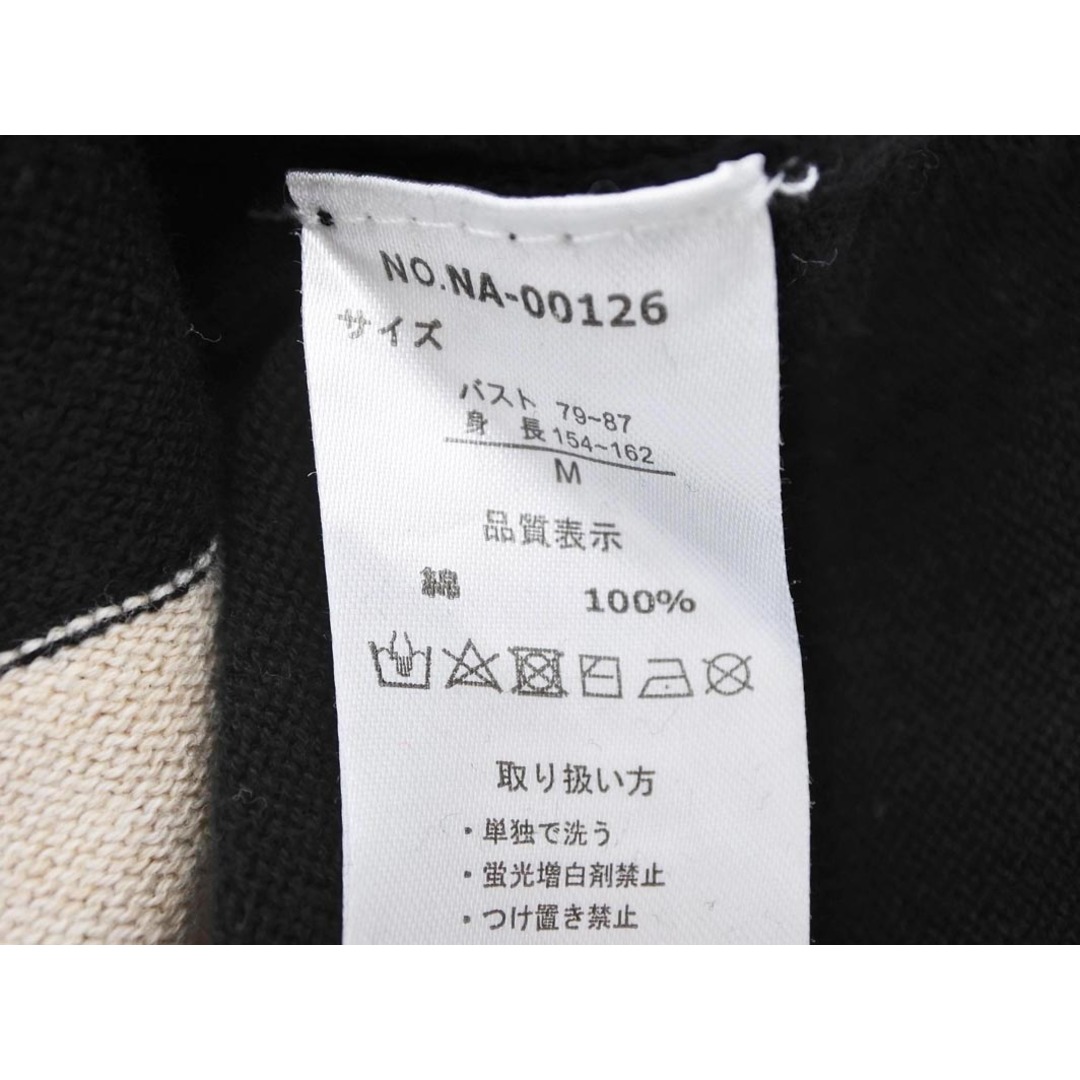 NO.NA-00126
サイズ
バスト 79~87
身 長 154~162
M
品質表示
綿 100%
取り扱い方
・単独で洗う
・蛍光増白剤禁止
・つけ置き禁止